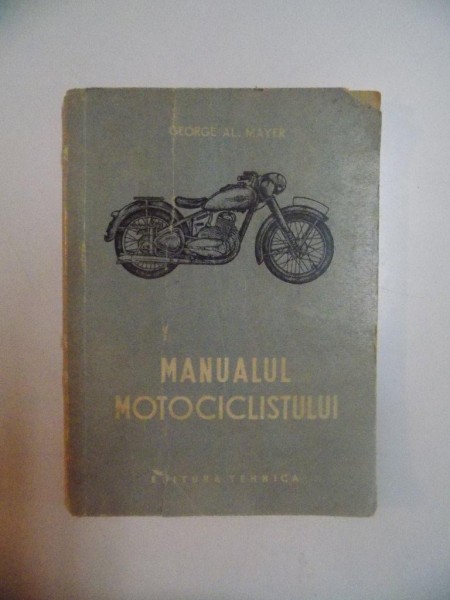 GEORGE AL. MAYER
MANUALUL
MOTOCICLISTULUI
EDITURA TEHNICA